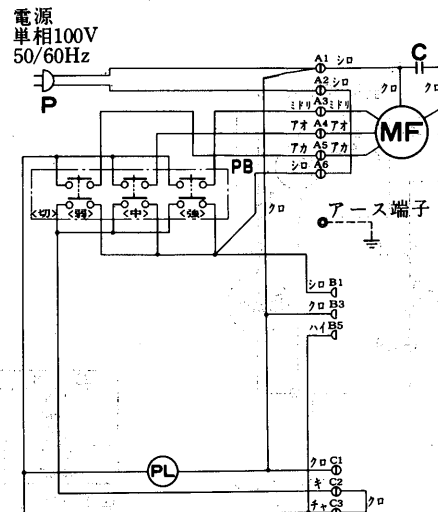 電源
単相100V
50/60Hz
P
A1 シロ
C
A2 シロ
クロ
クロ
ミドリ A3 ミドリ
アオ A4 アオ
MF
アカ A5 アカ
PB
シロ A6
<切> <弱> <中> <強>
クロ
アース端子
シロ B1
クロ B3
ハイ B5
PL
クロ C1
キ C2
クロ
チャ C3